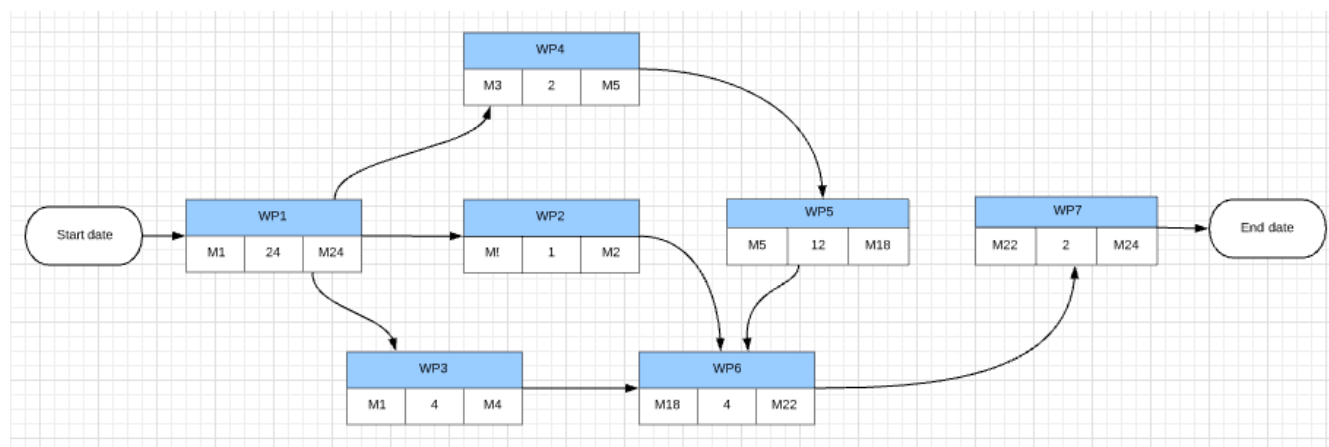 WP4
M3 2 M5
Start date
WP1
M1 24 M24
WP2
M! 1 M2
WP5
M5 12 M18
WP7
M22 2 M24
End date
WP3
M1 4 M4
WP6
M18 4 M22